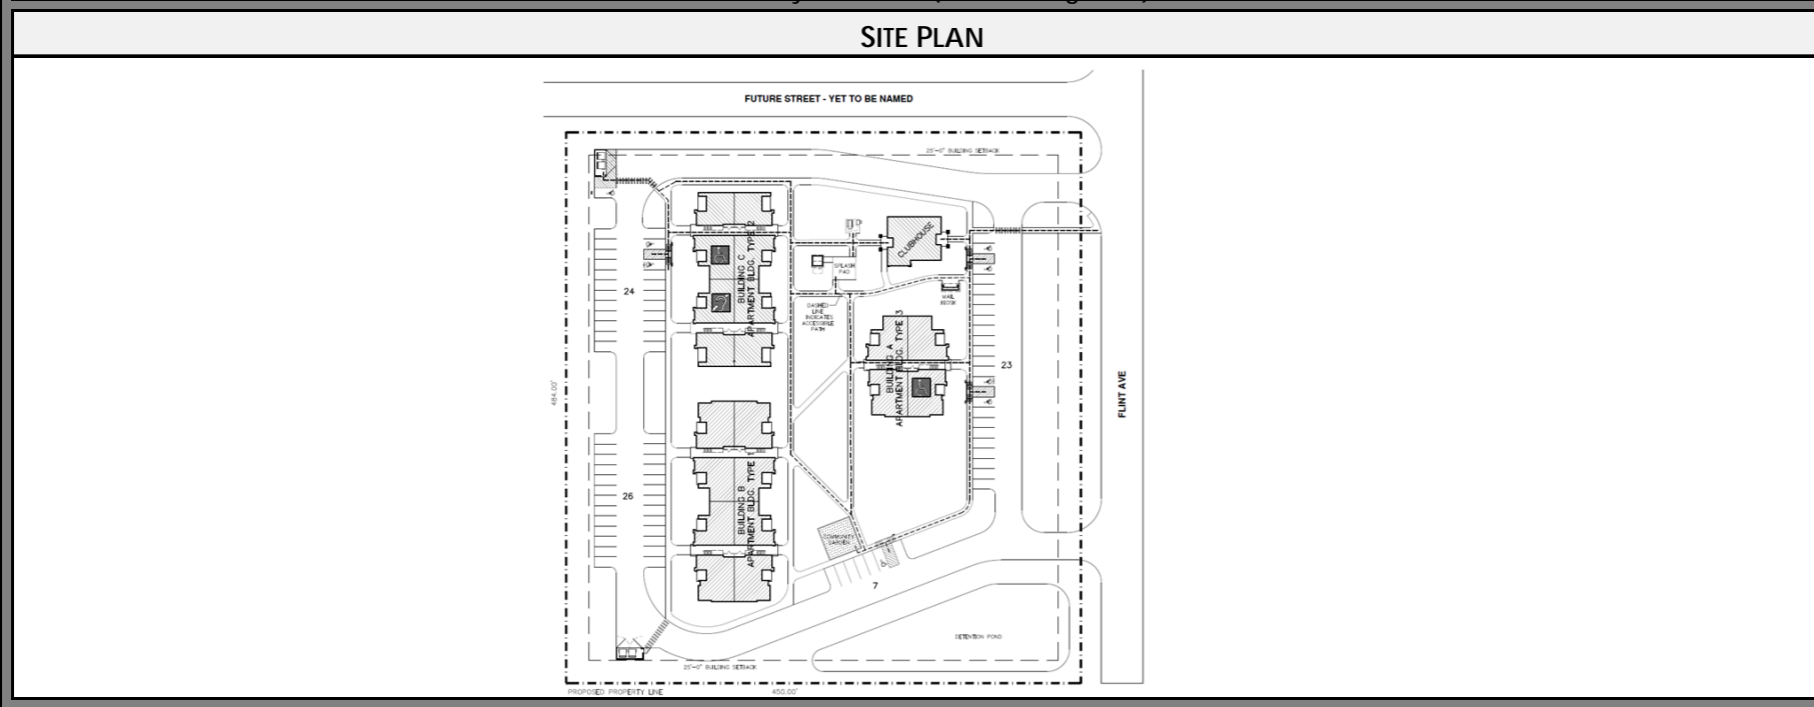 SITE PLAN
FUTURE STREET - YET TO BE NAMED
25'-0" BUILDING SETBACK
CLUBHOUSE
SPLASH
PAD
MAIL
KIOSK
DASHED
LINE
INDICATES
ACCESSIBLE
PATH
BUILDING C
APARTMENT BLDG. TYPE 2
24
BUILDING A
APARTMENT BLDG. TYPE 3
23
FLINT AVE
484.00'
26
BUILDING B
APARTMENT BLDG. TYPE
COMMUNITY
GARDEN
7
DETENTION POND
25'-0" BUILDING SETBACK
PROPOSED PROPERTY LINE
450.00'